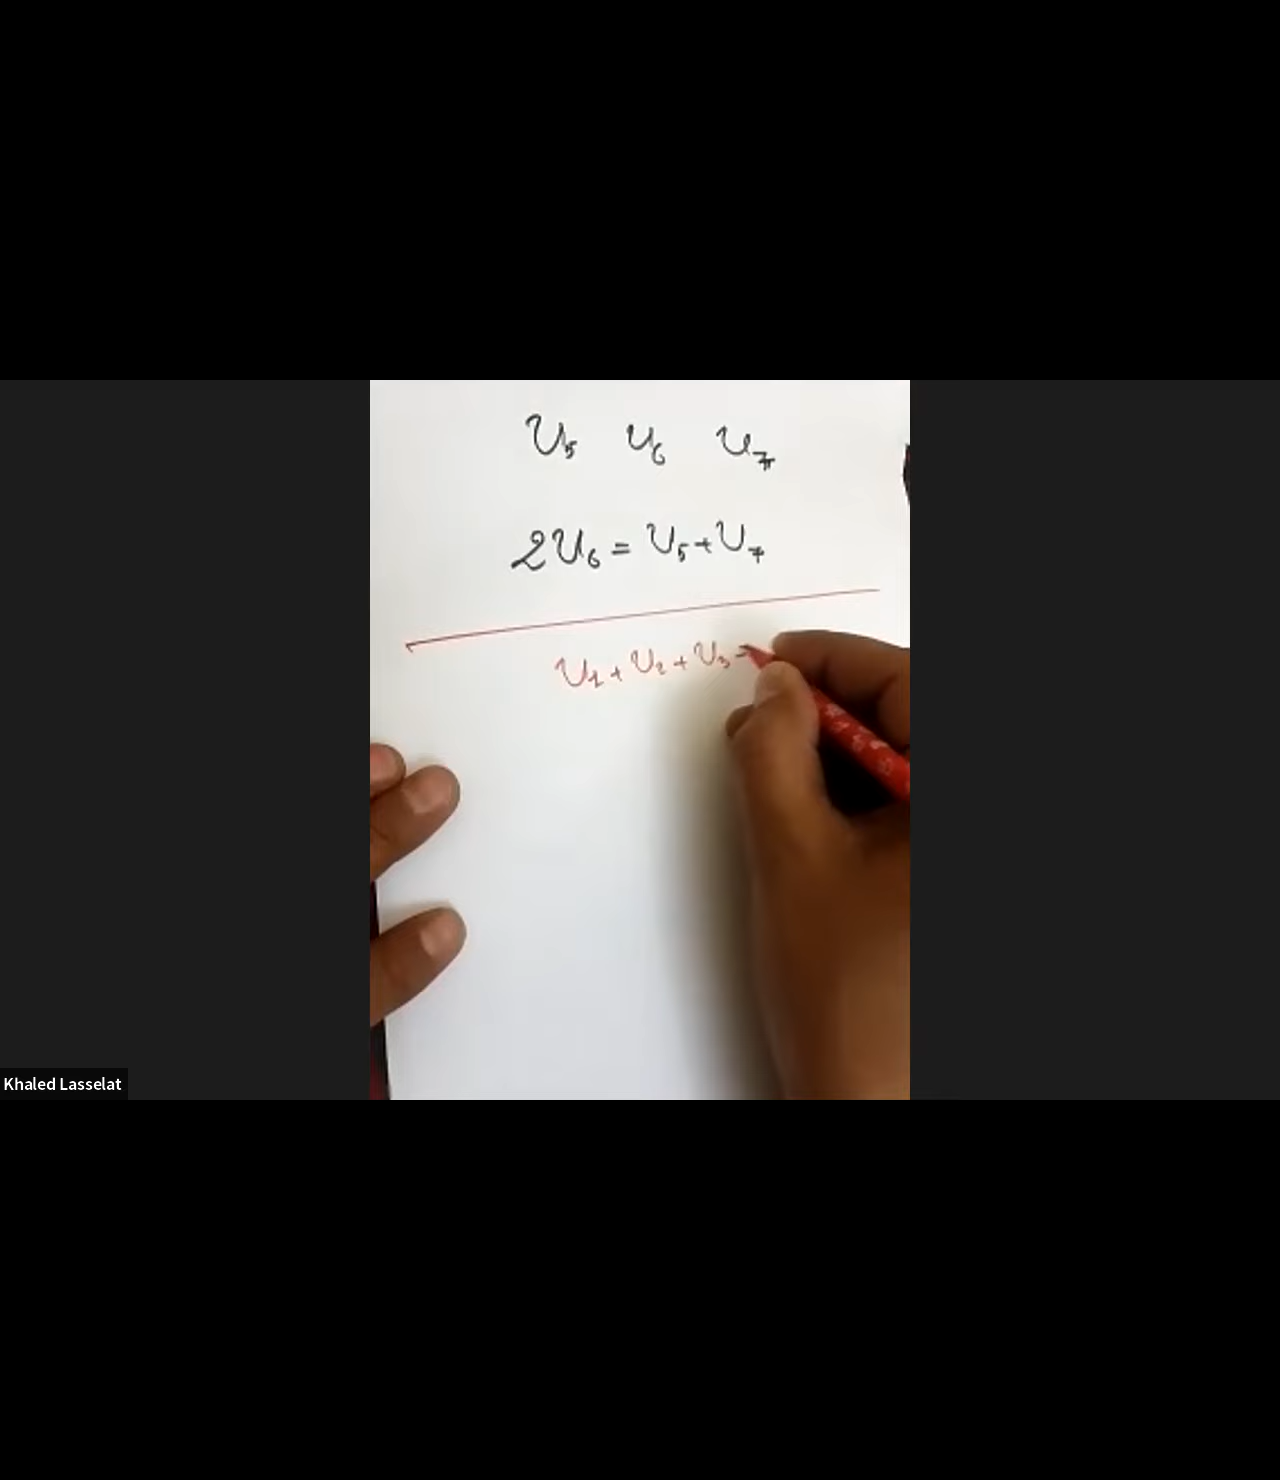 U₅ U₆ U₇
2U₆ = U₅ + U₇
U₁ + U₂ + U₃ =
Khaled Lasselat